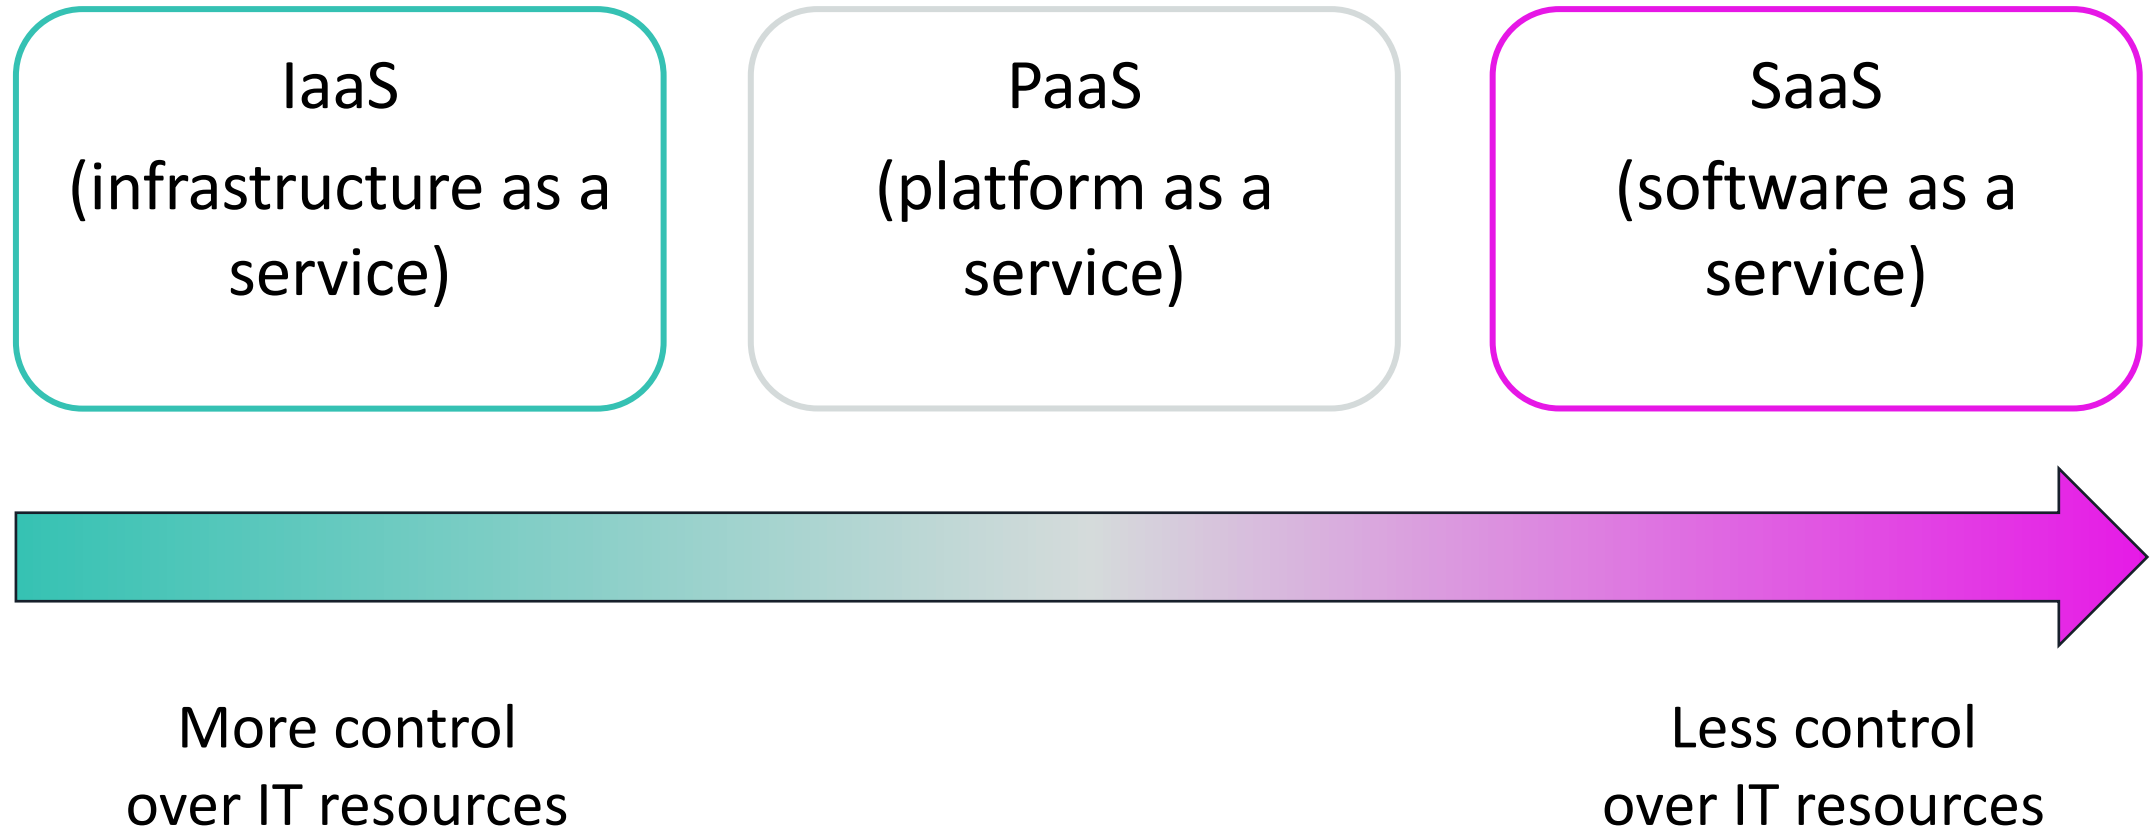 IaaS
(infrastructure as a
service)
PaaS
(platform as a
service)
SaaS
(software as a
service)
More control
over IT resources
Less control
over IT resources